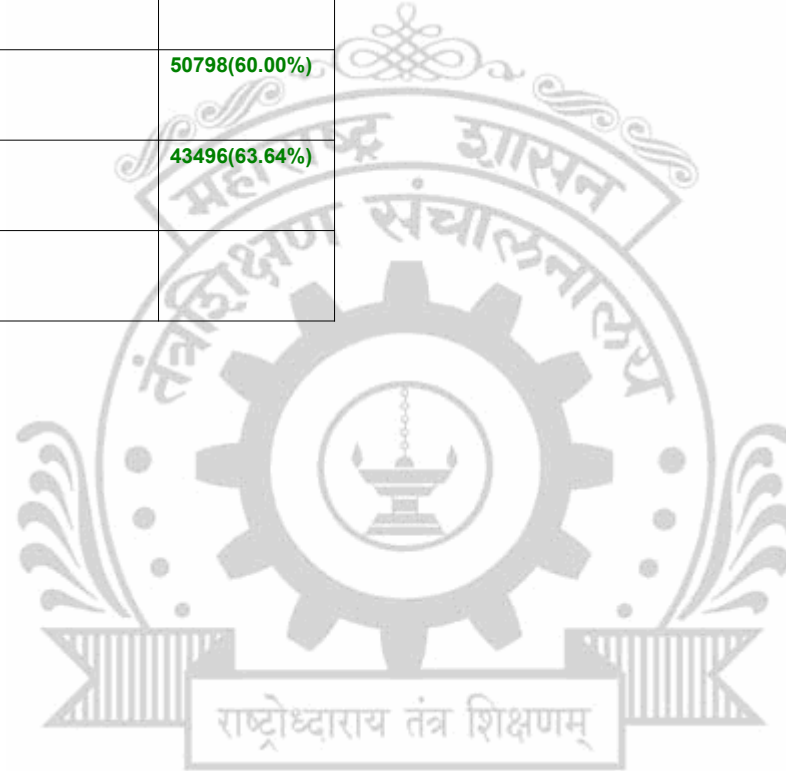 50798(60.00%)
43496(63.64%)
महाराष्ट्र शासन
तंत्रशिक्षण संचालनालय
राष्ट्रोध्दाराय तंत्र शिक्षणम्